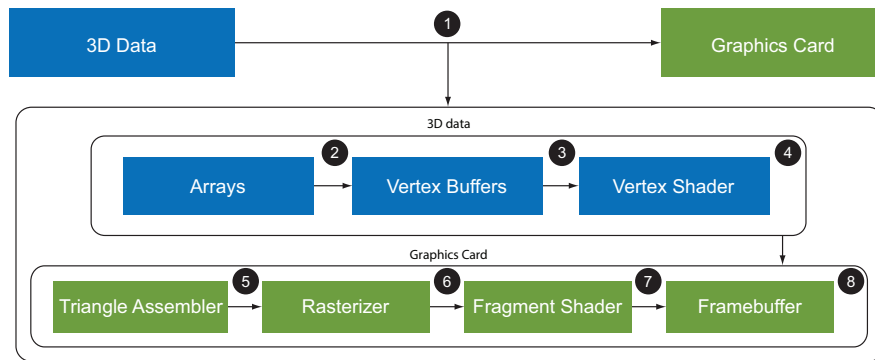 1
3D Data
Graphics Card
3D data
2
3
4
Arrays
Vertex Buffers
Vertex Shader
Graphics Card
5
6
7
8
Triangle Assembler
Rasterizer
Fragment Shader
Framebuffer